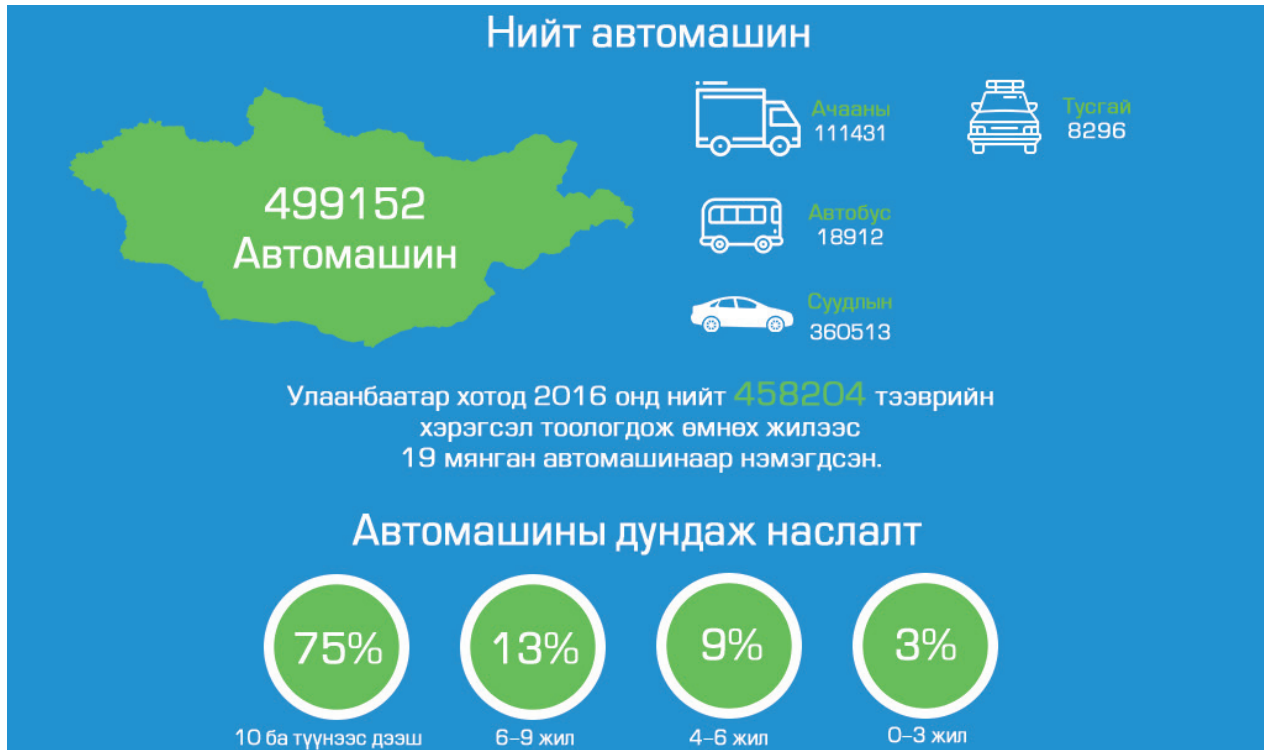 Нийт автомашин
499152
Автомашин
Ачааны
111431
Тусгай
8296
Автобус
18912
Суудлын
360513
Улаанбаатар хотод 2016 онд нийт 458204 тээврийн
хэрэгсэл тоологдож өмнөх жилээс
19 мянган автомашинаар нэмэгдсэн.
Автомашины дундаж наслалт
75%
13%
9%
3%
10 ба түүнээс дээш
6–9 жил
4–6 жил
0–3 жил